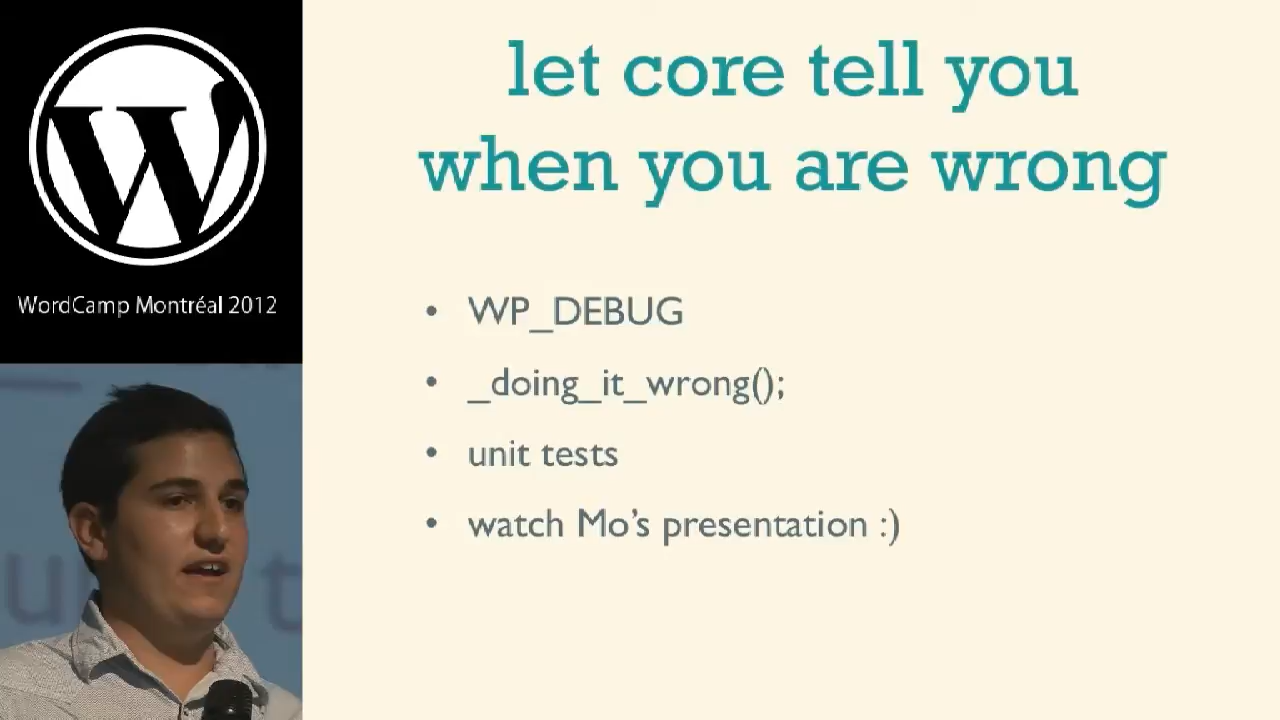 WordCamp Montréal 2012
let core tell you
when you are wrong
• WP_DEBUG
• _doing_it_wrong();
• unit tests
• watch Mo's presentation :)